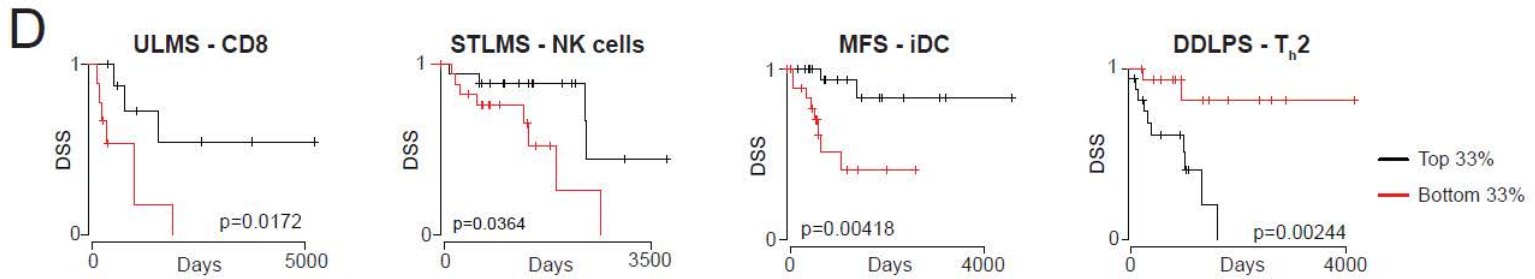 D
ULMS - CD8
1
DSS
0
p=0.0172
0 Days 5000
STLMS - NK cells
1
DSS
0
p=0.0364
0 Days 3500
MFS - iDC
1
DSS
0
p=0.00418
0 Days 4000
DDLPS - Th2
1
DSS
0
p=0.00244
0 Days 4000
Top 33%
Bottom 33%